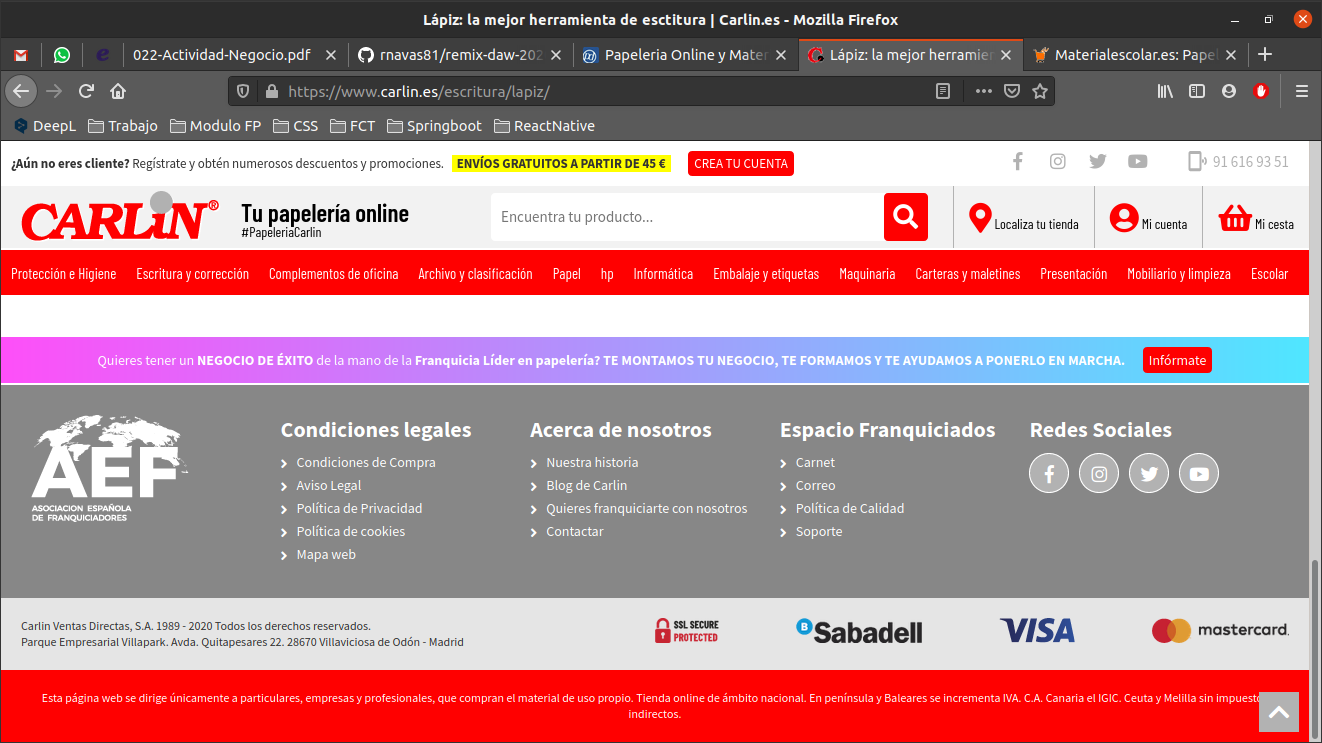 Lápiz: la mejor herramienta de esctitura | Carlin.es - Mozilla Firefox
022-Actividad-Negocio.pdf
rnavas81/remix-daw-202
Papeleria Online y Mater
Lápiz: la mejor herramier
Materialescolar.es: Papel
https://www.carlin.es/escritura/lapiz/
DeepL Trabajo Modulo FP CSS FCT Springboot ReactNative
¿Aún no eres cliente? Regístrate y obtén numerosos descuentos y promociones. ENVÍOS GRATUITOS A PARTIR DE 45 € CREA TU CUENTA
91 616 93 51
CARLiN®
Tu papelería online
#PapeleriaCarlin
Encuentra tu producto...
Localiza tu tienda
Mi cuenta
Mi cesta
Protección e Higiene Escritura y corrección Complementos de oficina Archivo y clasificación Papel hp Informática Embalaje y etiquetas Maquinaria Carteras y maletines Presentación Mobiliario y limpieza Escolar
Quieres tener un NEGOCIO DE ÉXITO de la mano de la Franquicia Líder en papelería? TE MONTAMOS TU NEGOCIO, TE FORMAMOS Y TE AYUDAMOS A PONERLO EN MARCHA. Infórmate
AEF
ASOCIACION ESPAÑOLA
DE FRANQUICIADORES
Condiciones legales
Condiciones de Compra
Aviso Legal
Política de Privacidad
Política de cookies
Mapa web
Acerca de nosotros
Nuestra historia
Blog de Carlin
Quieres franquiciarte con nosotros
Contactar
Espacio Franquiciados
Carnet
Correo
Política de Calidad
Soporte
Redes Sociales
Carlin Ventas Directas, S.A. 1989 - 2020 Todos los derechos reservados.
Parque Empresarial Villapark. Avda. Quitapesares 22. 28670 Villaviciosa de Odón - Madrid
SSL SECURE
PROTECTED
B Sabadell
VISA
mastercard.
Esta página web se dirige únicamente a particulares, empresas y profesionales, que compran el material de uso propio. Tienda online de ámbito nacional. En península y Baleares se incrementa IVA. C.A. Canaria el IGIC. Ceuta y Melilla sin impuesto
indirectos.